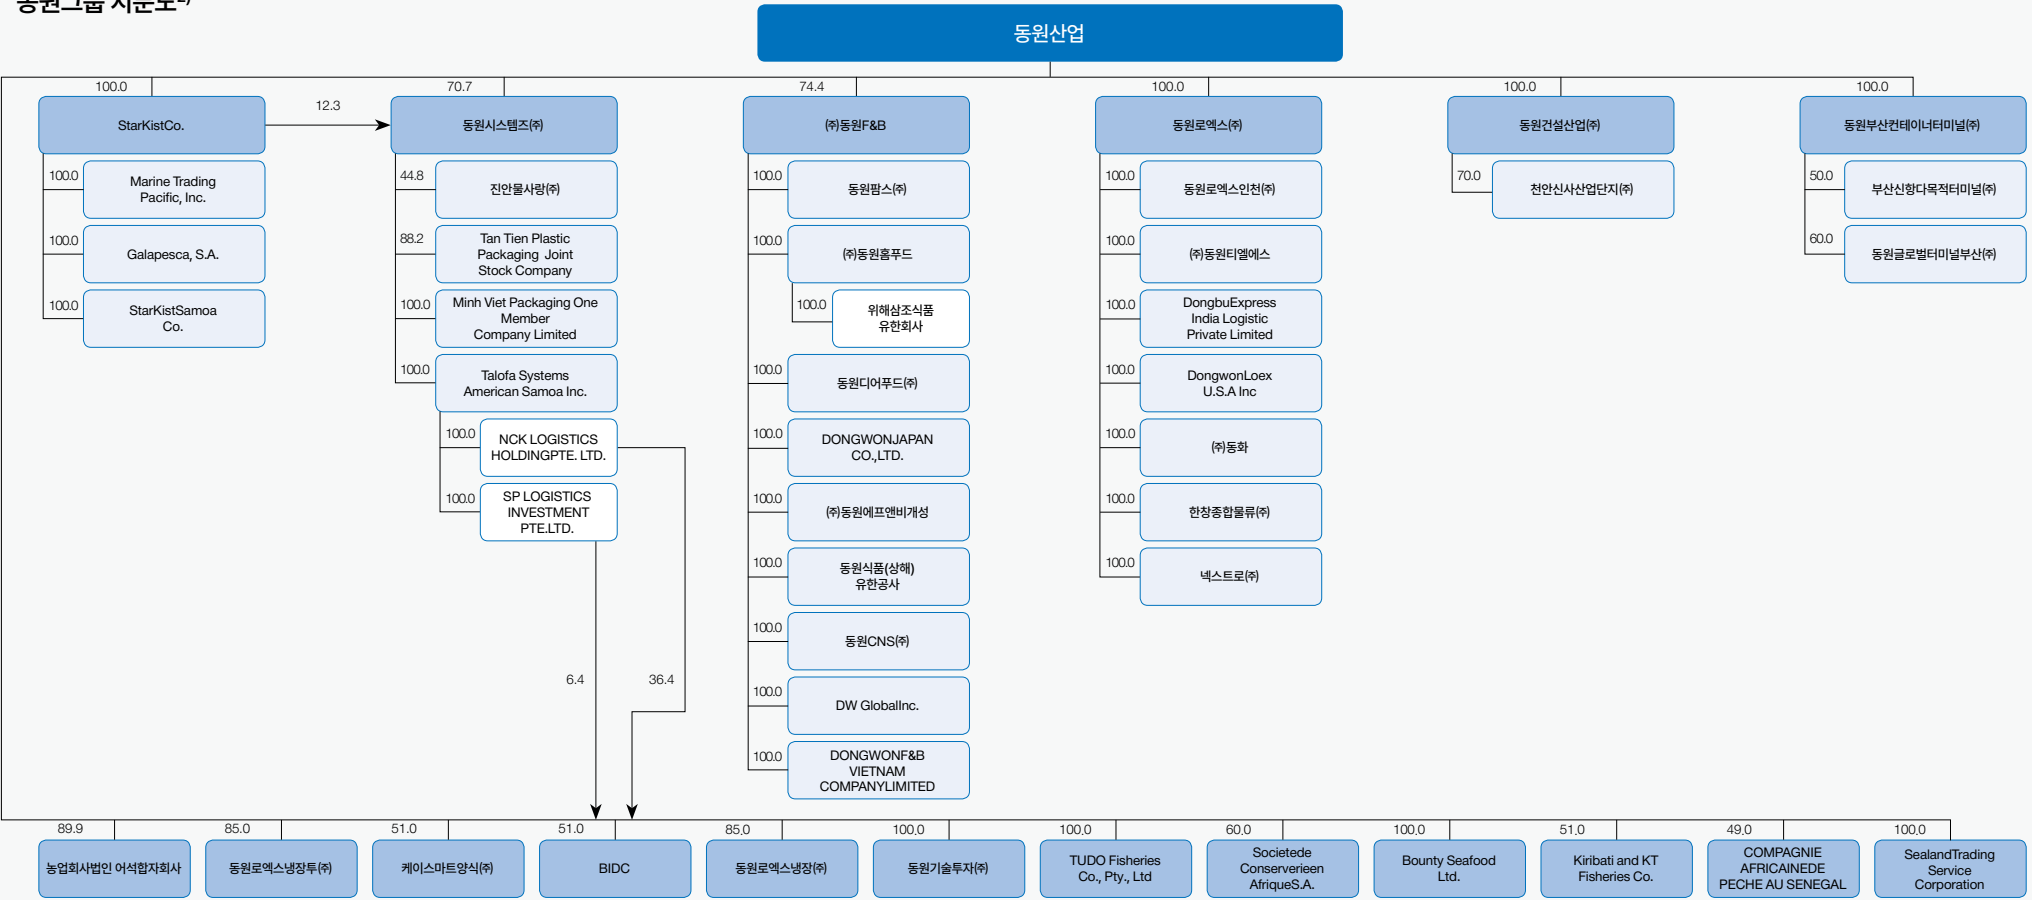 동원그룹 지분도
동원산업
100.0
70.7
74.4
100.0
100.0
100.0
StarKistCo.
12.3
동원시스템즈㈜
㈜동원F&B
동원로엑스㈜
동원건설산업㈜
동원부산컨테이너터미널㈜
100.0
Marine Trading
Pacific, Inc.
100.0
Galapesca, S.A.
100.0
StarKistSamoa
Co.
44.8
진안물사랑㈜
88.2
Tan Tien Plastic
Packaging Joint
Stock Company
100.0
Minh Viet Packaging One
Member
Company Limited
100.0
Talofa Systems
American Samoa Inc.
100.0
NCK LOGISTICS
HOLDINGPTE. LTD.
100.0
SP LOGISTICS
INVESTMENT
PTE.LTD.
6.4
36.4
100.0
동원팜스㈜
100.0
㈜동원홈푸드
100.0
위해삼조식품
유한회사
100.0
동원디어푸드㈜
100.0
DONGWONJAPAN
CO.,LTD.
100.0
㈜동원에프앤비개성
100.0
동원식품(상해)
유한공사
100.0
동원CNS㈜
100.0
DW GlobalInc.
100.0
DONGWONF&B
VIETNAM
COMPANYLIMITED
100.0
동원로엑스인천㈜
100.0
㈜동원티엘에스
100.0
DongbuExpress
India Logistic
Private Limited
100.0
DongwonLoex
U.S.A Inc
100.0
㈜동화
100.0
한창종합물류㈜
100.0
넥스트로㈜
70.0
천안신사산업단지㈜
50.0
부산신항다목적터미널㈜
60.0
동원글로벌터미널부산㈜
89.9
농업회사법인 어석합자회사
85.0
동원로엑스냉장투㈜
51.0
케이스마트양식㈜
51.0
BIDC
85.0
동원로엑스냉장㈜
100.0
동원기술투자㈜
100.0
TUDO Fisheries
Co., Pty., Ltd
60.0
Societede
Conserverieen
AfriqueS.A.
100.0
Bounty Seafood
Ltd.
51.0
Kiribati and KT
Fisheries Co.
49.0
COMPAGNIE
AFRICAINEDE
PECHE AU SENEGAL
100.0
SealandTrading
Service
Corporation